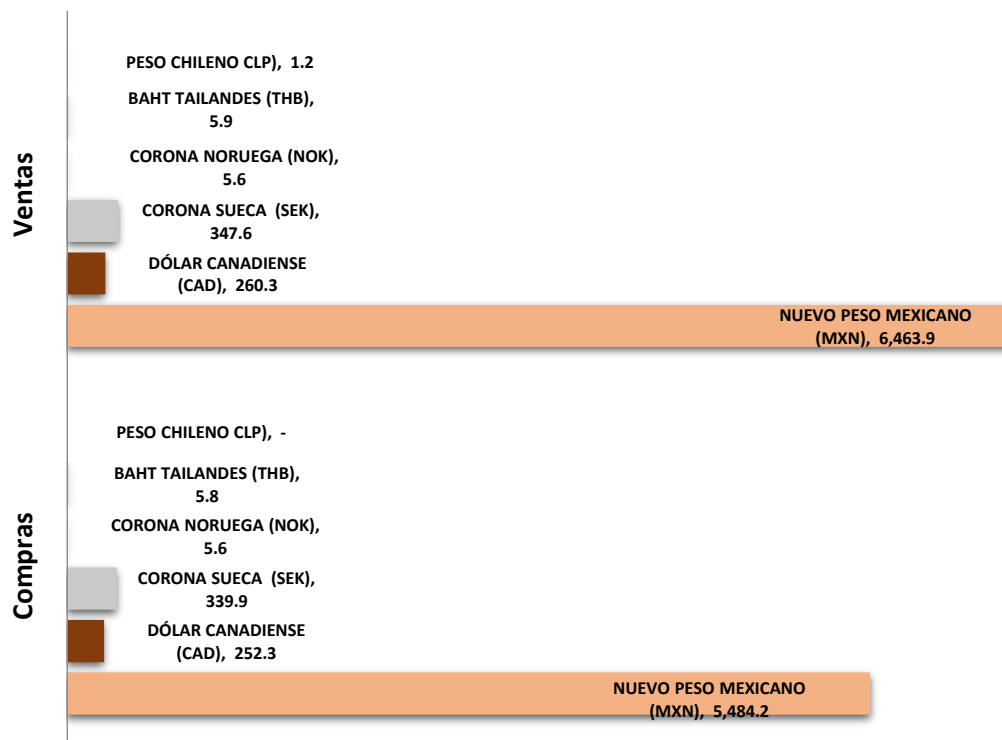 Ventas
PESO CHILENO CLP), 1.2
BAHT TAILANDES (THB),
5.9
CORONA NORUEGA (NOK),
5.6
CORONA SUECA (SEK),
347.6
DÓLAR CANADIENSE
(CAD), 260.3
NUEVO PESO MEXICANO
(MXN), 6,463.9
Compras
PESO CHILENO CLP), -
BAHT TAILANDES (THB),
5.8
CORONA NORUEGA (NOK),
5.6
CORONA SUECA (SEK),
339.9
DÓLAR CANADIENSE
(CAD), 252.3
NUEVO PESO MEXICANO
(MXN), 5,484.2